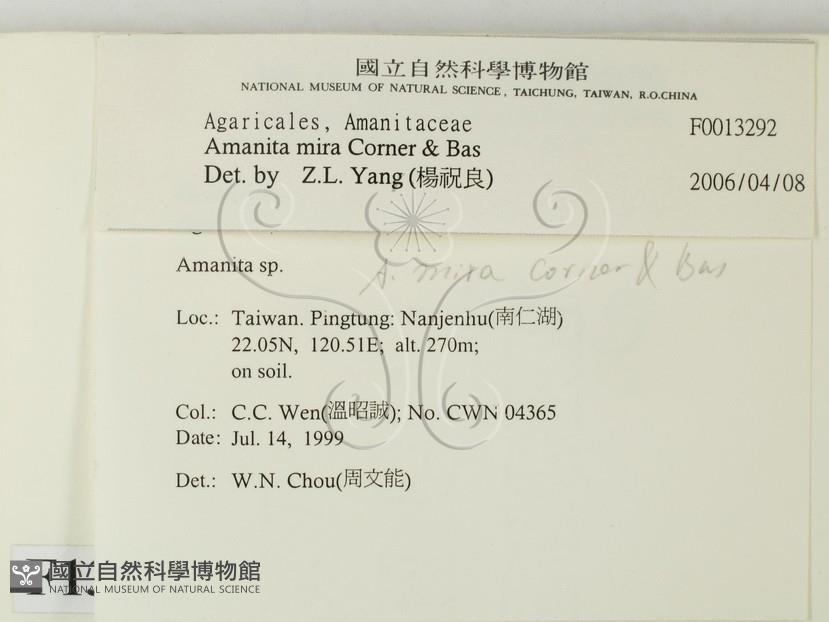 國立自然科學博物館
NATIONAL MUSEUM OF NATURAL SCIENCE, TAICHUNG, TAIWAN, R.O.CHINA
Agaricales, Amanitaceae F0013292
Amanita mira Corner & Bas
Det. by Z.L. Yang (楊祝良) 2006/04/08
Amanita sp. A. mira Corner & Bas
Loc.: Taiwan. Pingtung: Nanjenhu(南仁湖)
22.05N, 120.51E; alt. 270m;
on soil.
Col.: C.C. Wen(溫昭誠); No. CWN 04365
Date: Jul. 14, 1999
Det.: W.N. Chou(周文能)
國立自然科學博物館
NATIONAL MUSEUM OF NATURAL SCIENCE